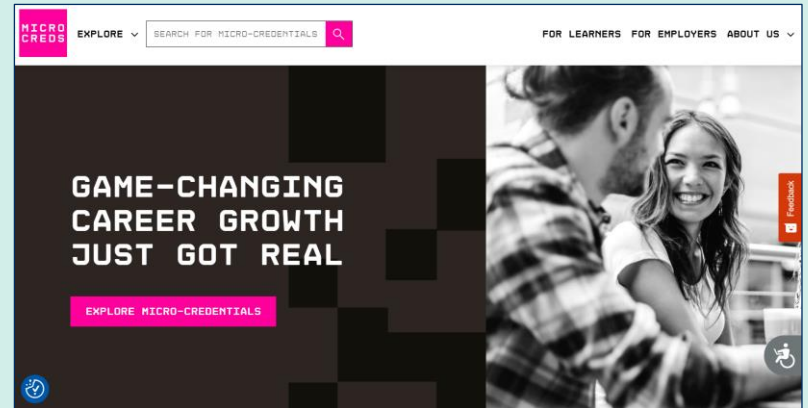 MICRO
CREDS
EXPLORE
SEARCH FOR MICRO-CREDENTIALS
FOR LEARNERS FOR EMPLOYERS ABOUT US
GAME-CHANGING
CAREER GROWTH
JUST GOT REAL
EXPLORE MICRO-CREDENTIALS
Feedback